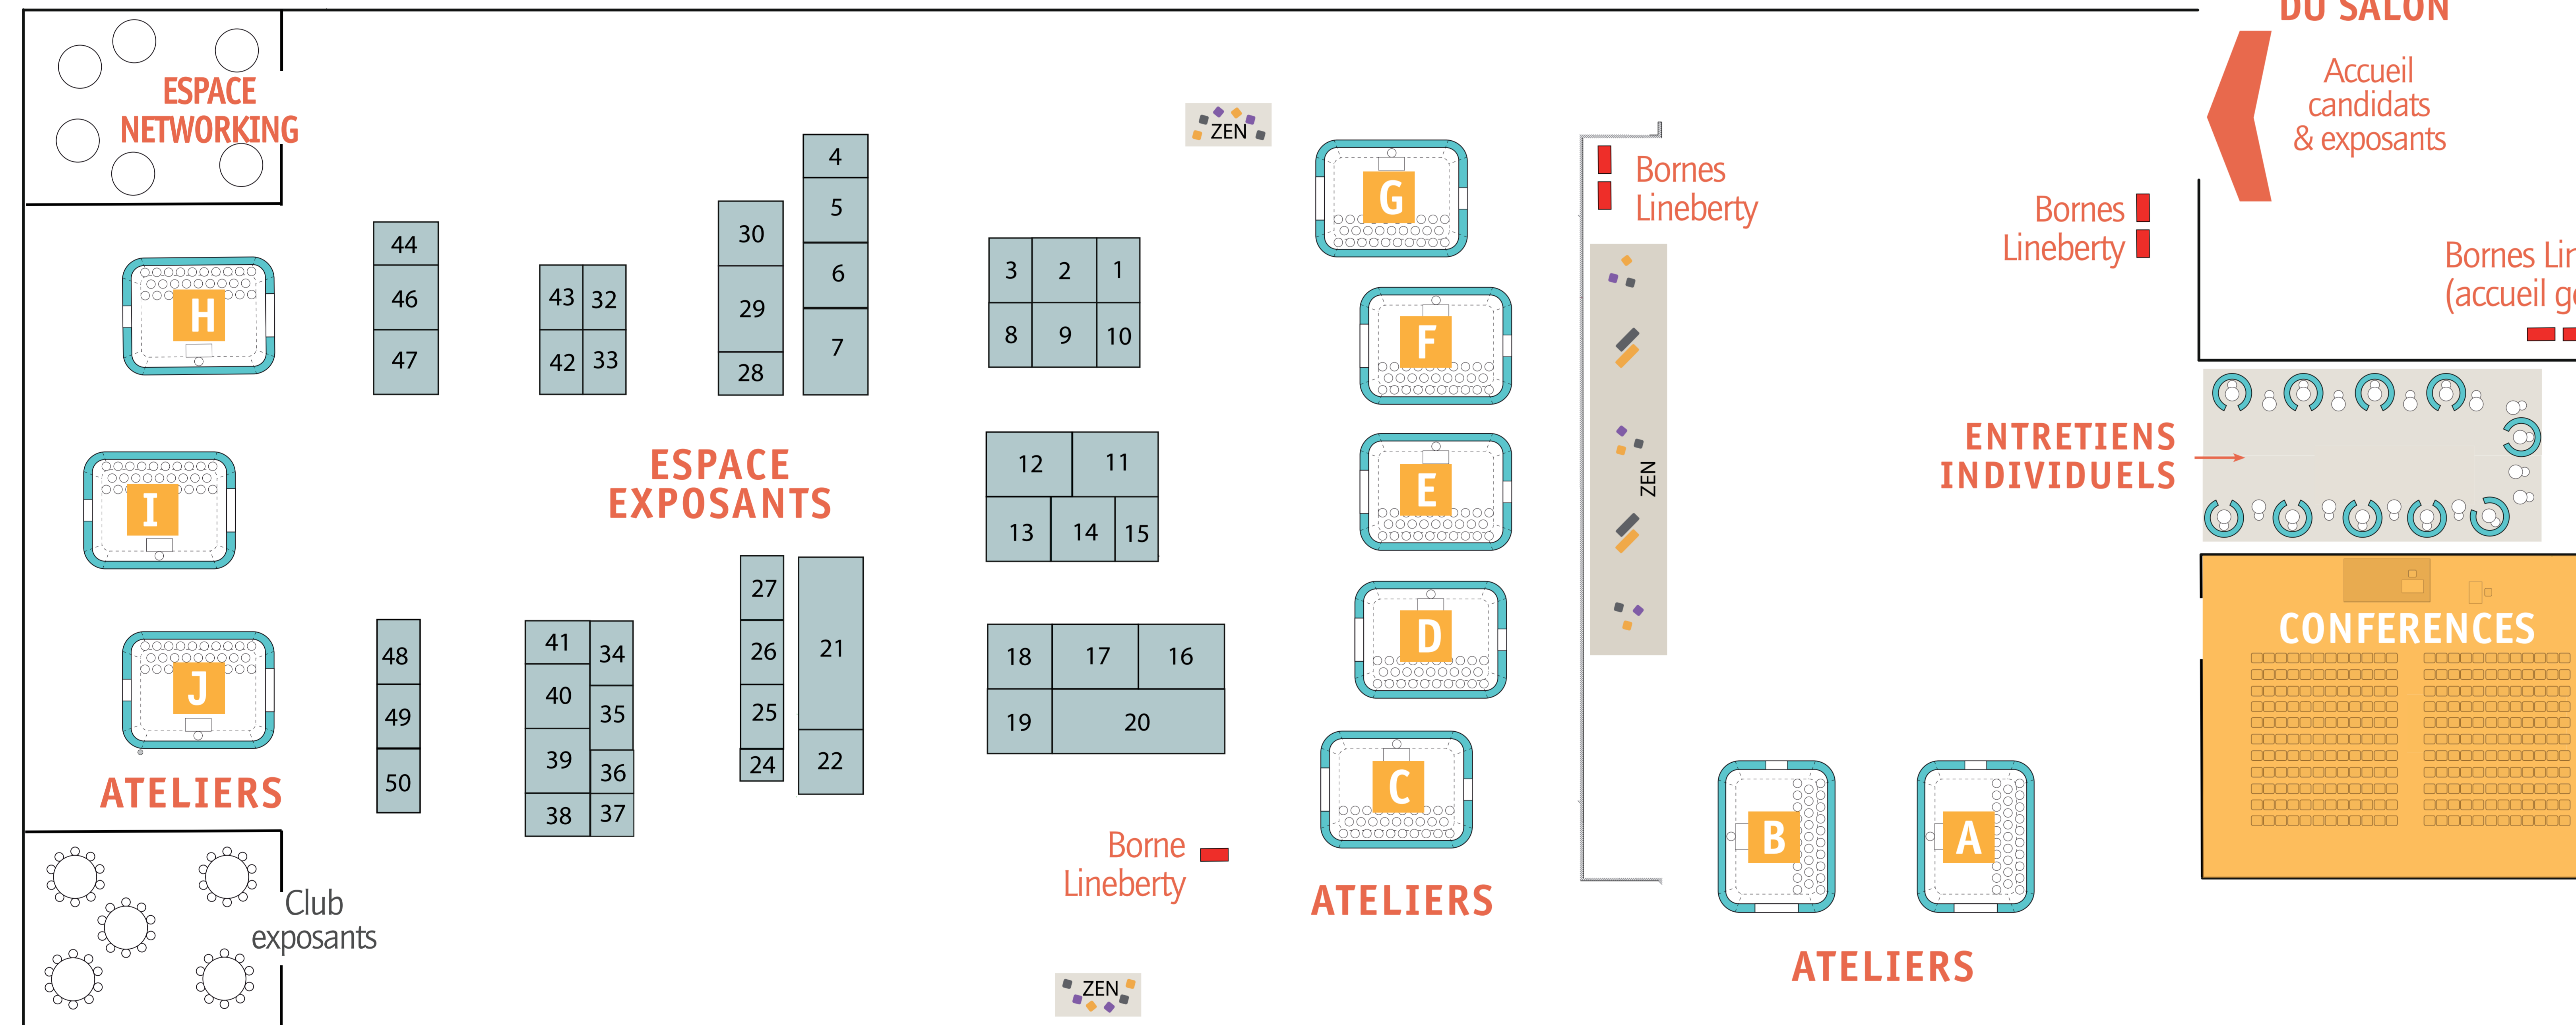 DU SALON
Accueil
candidats
& exposants
ESPACE
NETWORKING
ZEN
G
Bornes
Lineberty
Bornes
Lineberty
Bornes Lin
(accueil g
H
44
46
47
43 32
42 33
30
29
28
4
5
6
7
3 2 1
8 9 10
F
ENTRETIENS
INDIVIDUELS
I
ESPACE
EXPOSANTS
12 11
13 14 15
E
ZEN
CONFERENCES
J
48
49
50
41
40
39
38
34
35
36
37
27
26
25
24
21
22
18 17 16
19 20
D
C
B
A
ATELIERS
Borne
Lineberty
ATELIERS
ATELIERS
Club
exposants
ZEN